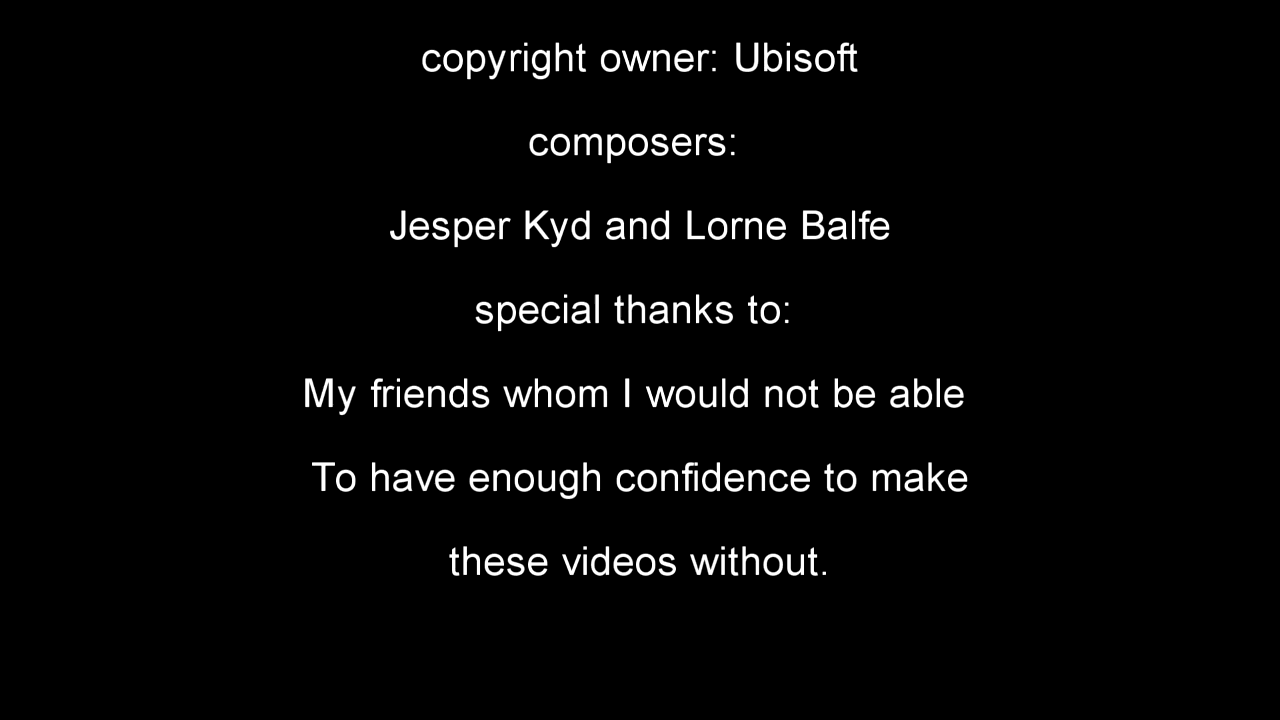 copyright owner: Ubisoft
composers:
Jesper Kyd and Lorne Balfe
special thanks to:
My friends whom I would not be able
To have enough confidence to make
these videos without.